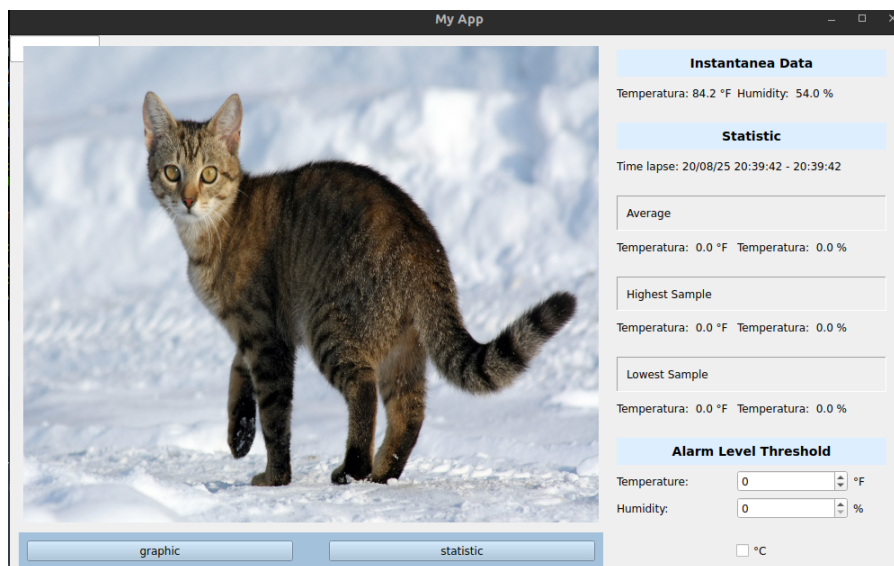 My App
Instantanea Data
Temperatura: 84.2 °F Humidity: 54.0 %
Statistic
Time lapse: 20/08/25 20:39:42 - 20:39:42
Average
Temperatura: 0.0 °F Temperatura: 0.0 %
Highest Sample
Temperatura: 0.0 °F Temperatura: 0.0 %
Lowest Sample
Temperatura: 0.0 °F Temperatura: 0.0 %
Alarm Level Threshold
Temperature: 0 °F
Humidity: 0 %
graphic statistic °C